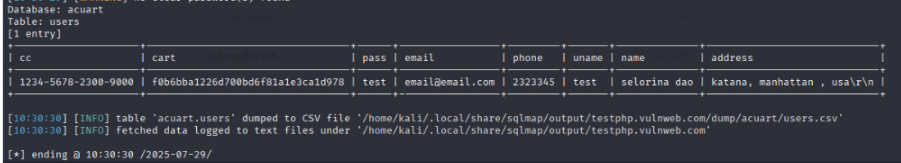 Database: acuart
Table: users
[1 entry]
| cc | cart | pass | email | phone | uname | name | address |
| 1234-5678-2300-9000 | f0b6bba1226d700bd6f81a1e3ca1d978 | test | email@email.com | 2323345 | test | selorina dao | katana, manhattan , usa\r\n |
[10:30:30] [INFO] table 'acuart.users' dumped to CSV file '/home/kali/.local/share/sqlmap/output/testphp.vulnweb.com/dump/acuart/users.csv'
[10:30:30] [INFO] fetched data logged to text files under '/home/kali/.local/share/sqlmap/output/testphp.vulnweb.com'
[*] ending @ 10:30:30 /2025-07-29/